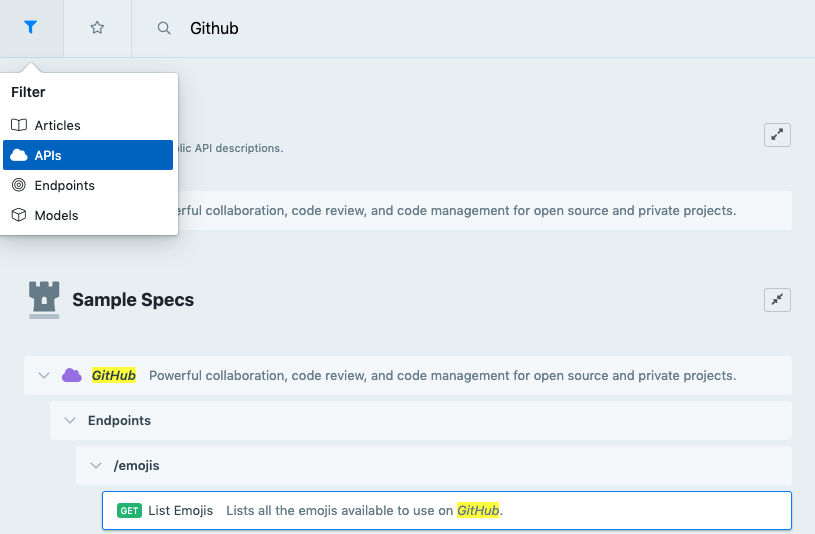 Github
Filter
Articles
APIs
Endpoints
Models
API descriptions.
collaboration, code review, and code management for open source and private projects.
Sample Specs
GitHub Powerful collaboration, code review, and code management for open source and private projects.
Endpoints
/emojis
GET List Emojis Lists all the emojis available to use on GitHub.